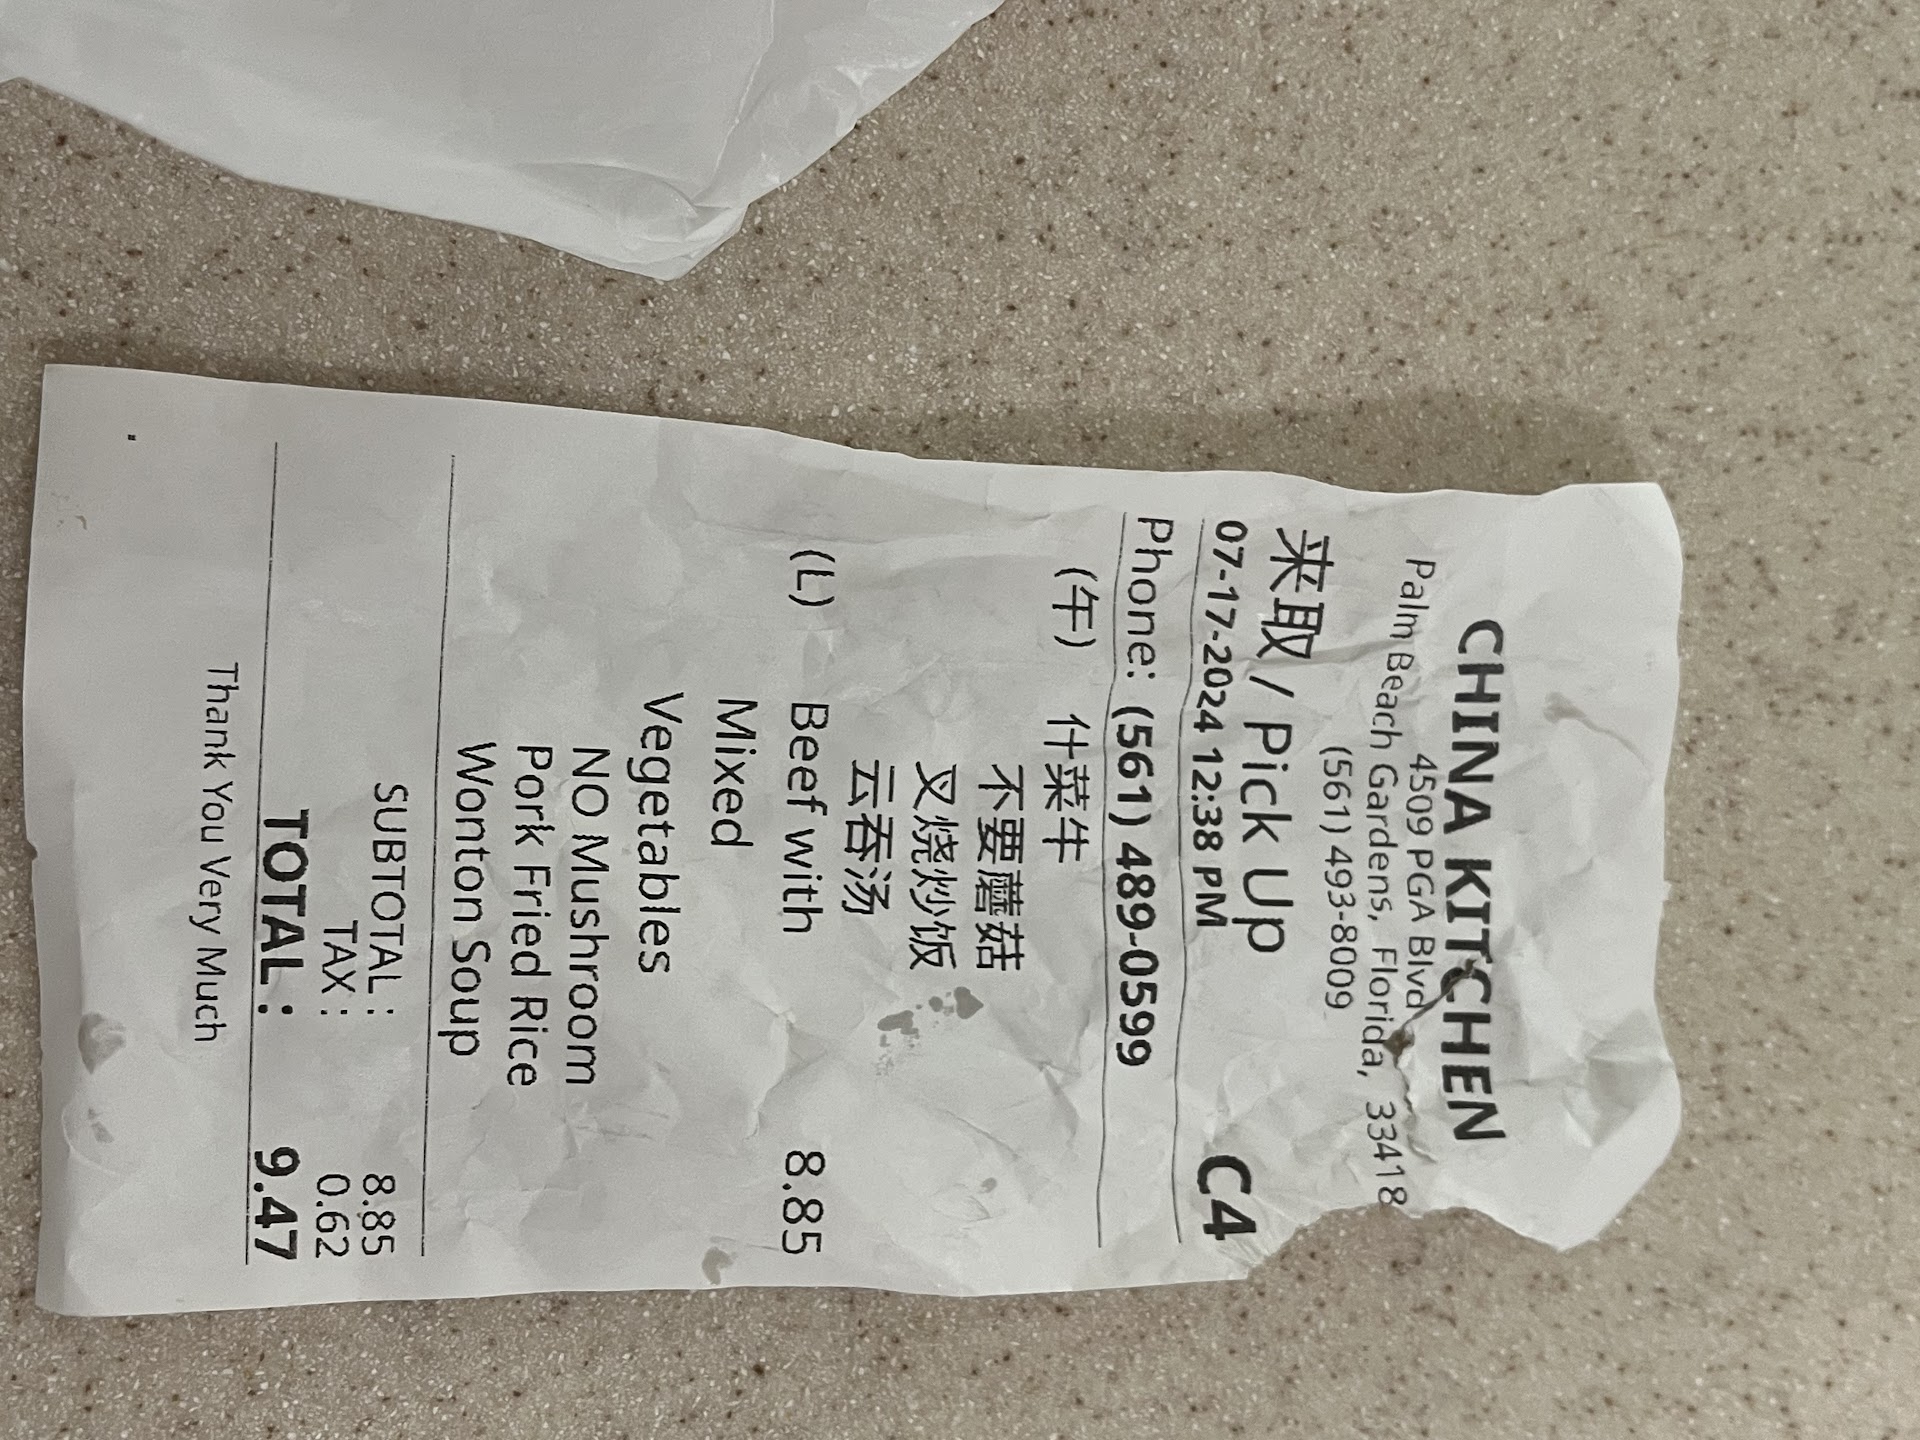 CHINA KITCHEN
4509 PGA Blvd
Palm Beach Gardens, Florida, 33418
(561) 493-8009
来取 / Pick Up
07-17-2024 12:38 PM C4
Phone: (561) 489-0599
(午) 什菜牛
不要蘑菇
叉烧炒饭
云吞汤
(L) Beef with 8.85
Mixed
Vegetables
NO Mushroom
Pork Fried Rice
Wonton Soup
SUBTOTAL : 8.85
TAX : 0.62
TOTAL : 9.47
Thank You Very Much